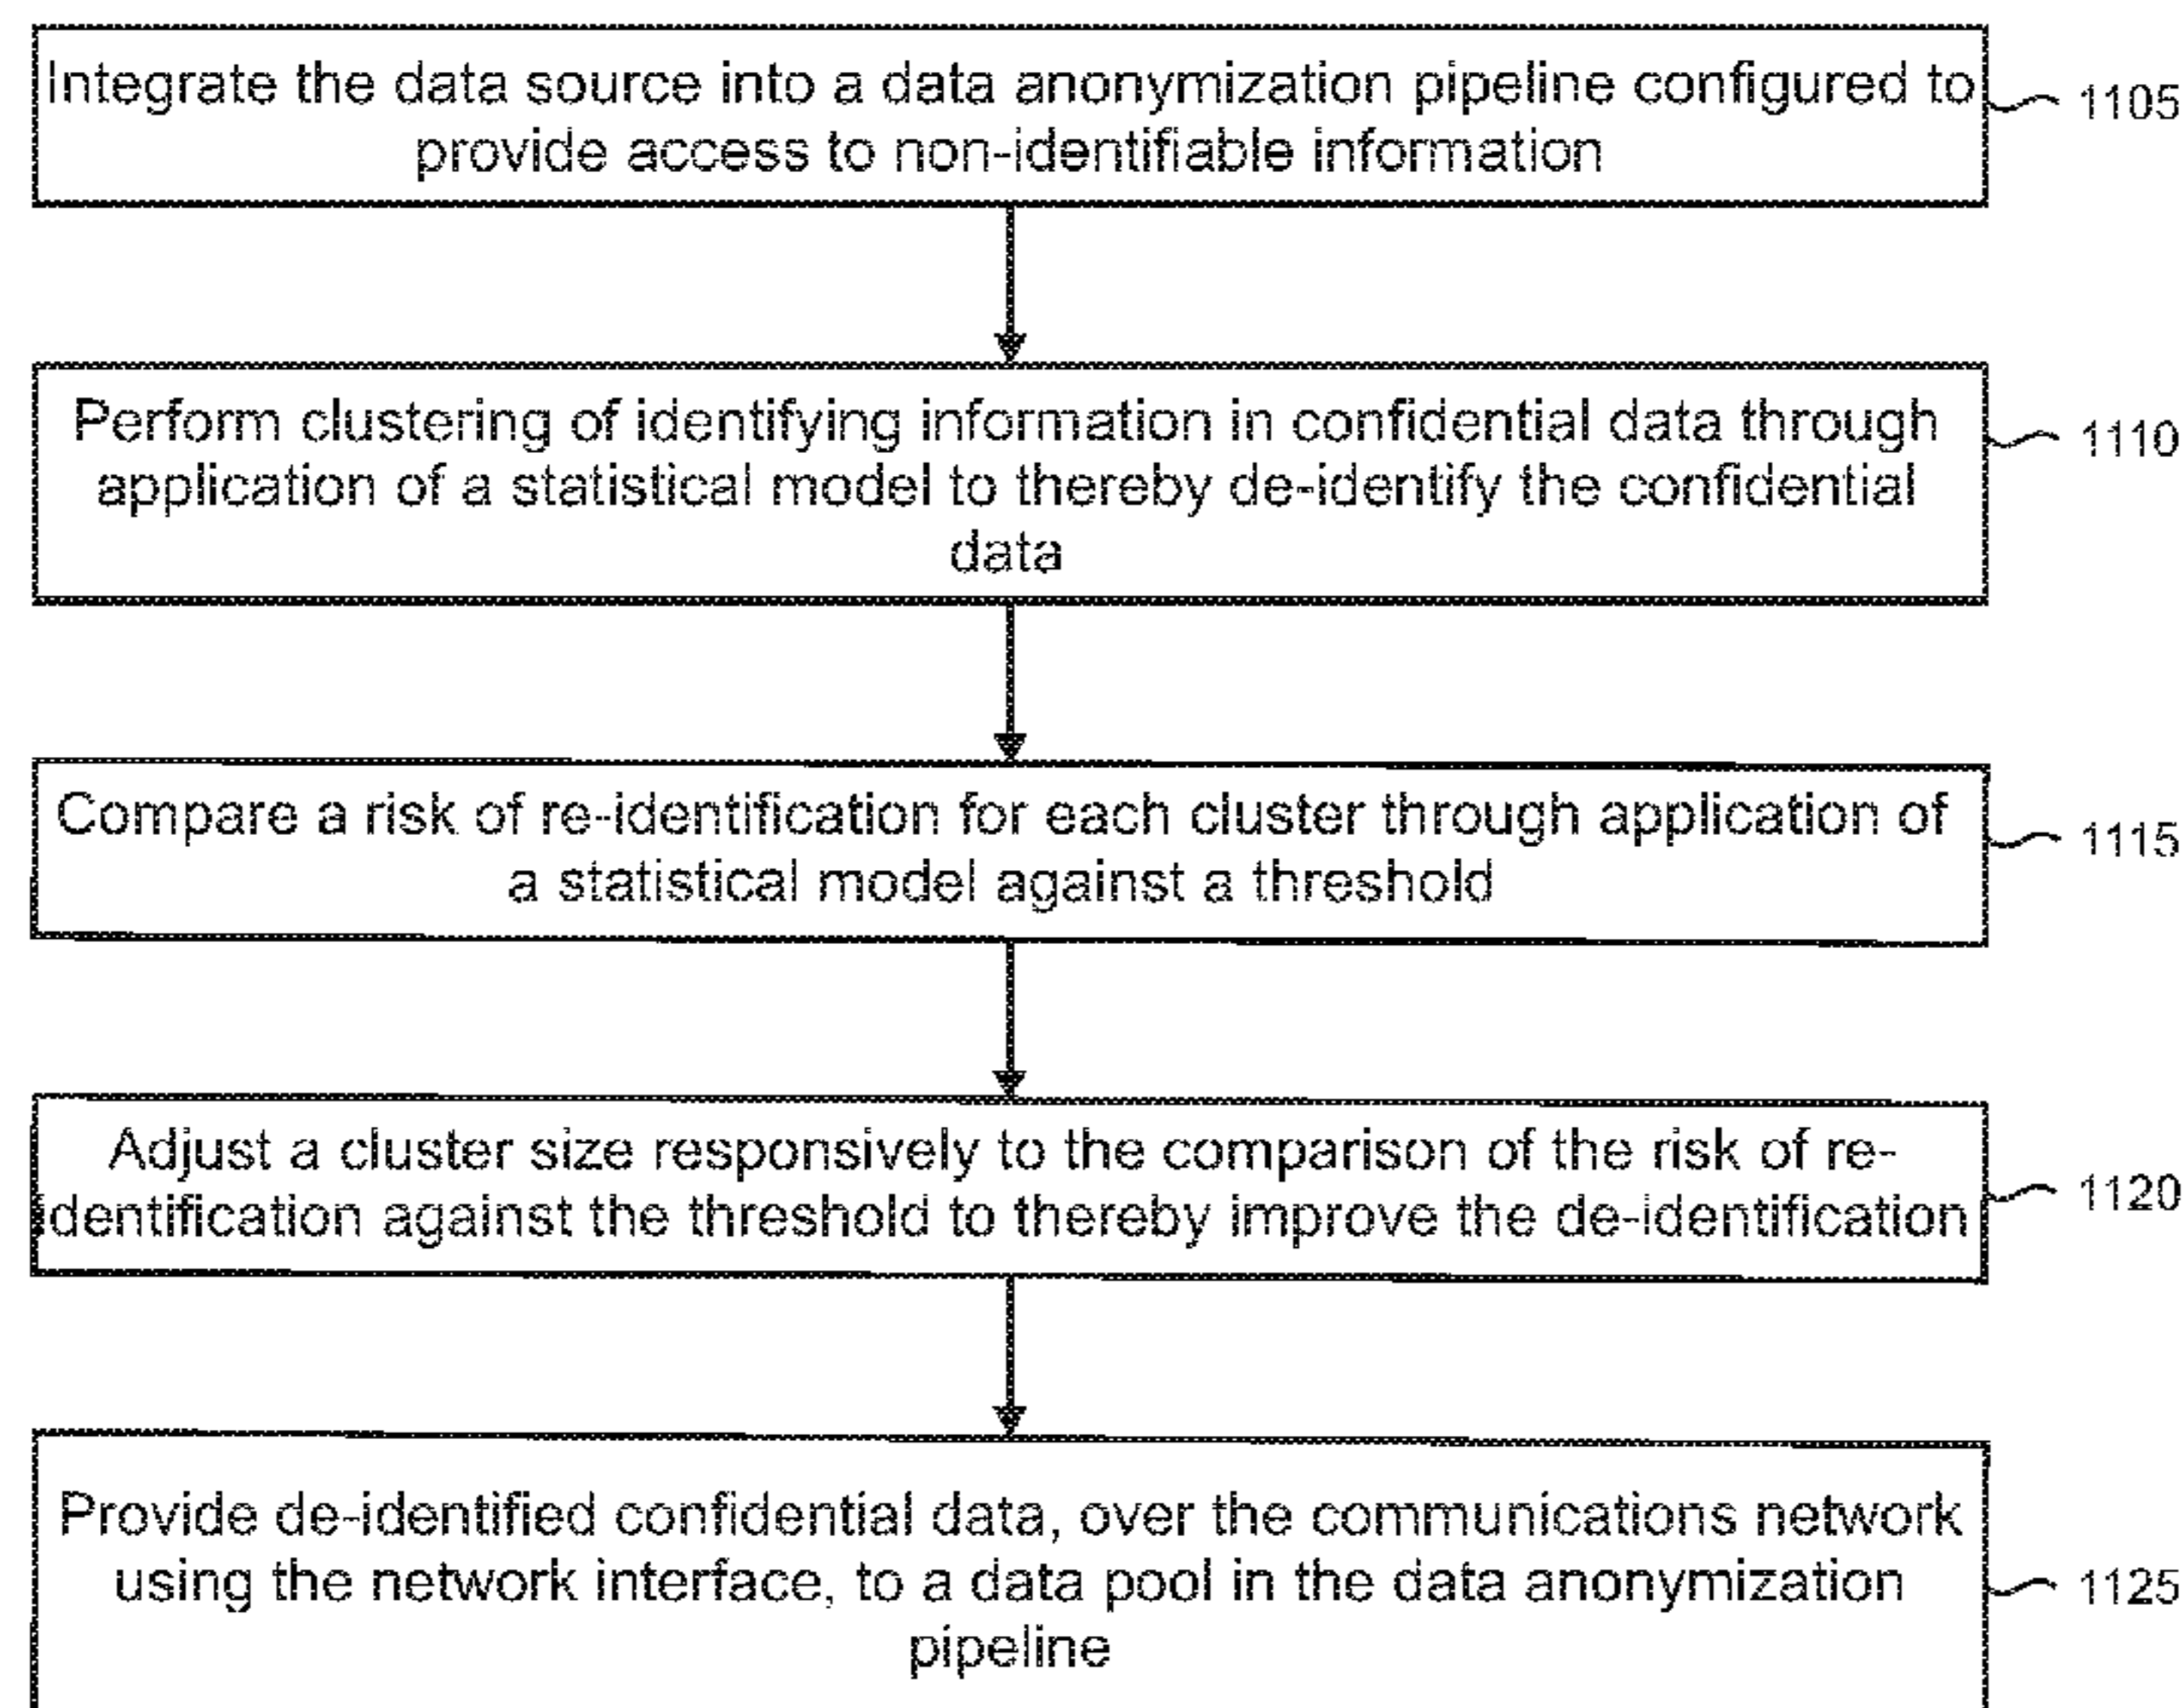 Integrate the data source into a data anonymization pipeline configured to
provide access to non-identifiable information
1105
Perform clustering of identifying information in confidential data through
application of a statistical model to thereby de-identify the confidential
data
1110
Compare a risk of re-identification for each cluster through application of
a statistical model against a threshold
1115
Adjust a cluster size responsively to the comparison of the risk of re-
identification against the threshold to thereby improve the de-identification
1120
Provide de-identified confidential data, over the communications network
using the network interface, to a data pool in the data anonymization
pipeline
1125